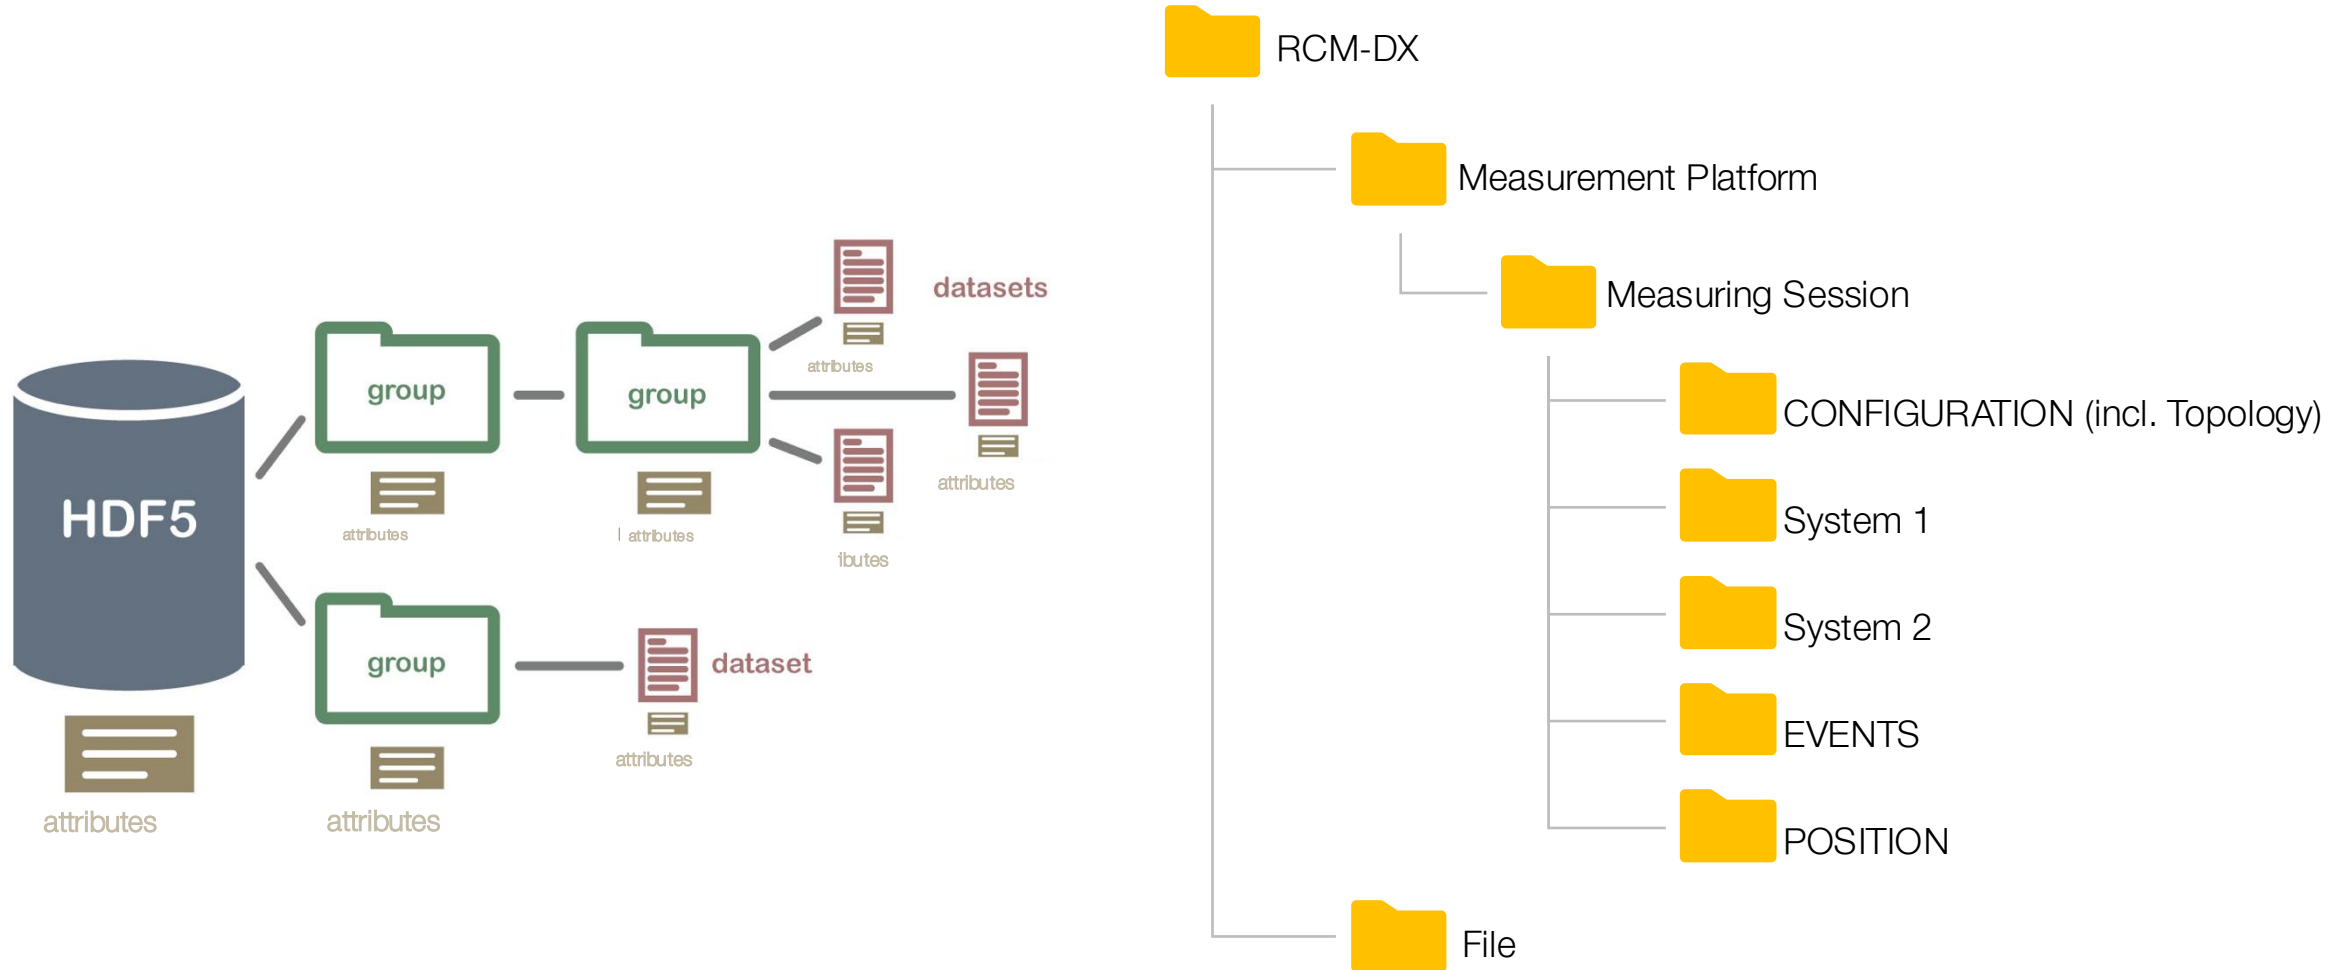 datasets
attributes
group
group
attributes
attributes
attributes
ibutes
HDF5
group
dataset
attributes
attributes
attributes
RCM-DX
Measurement Platform
Measuring Session
CONFIGURATION (incl. Topology)
System 1
System 2
EVENTS
POSITION
File